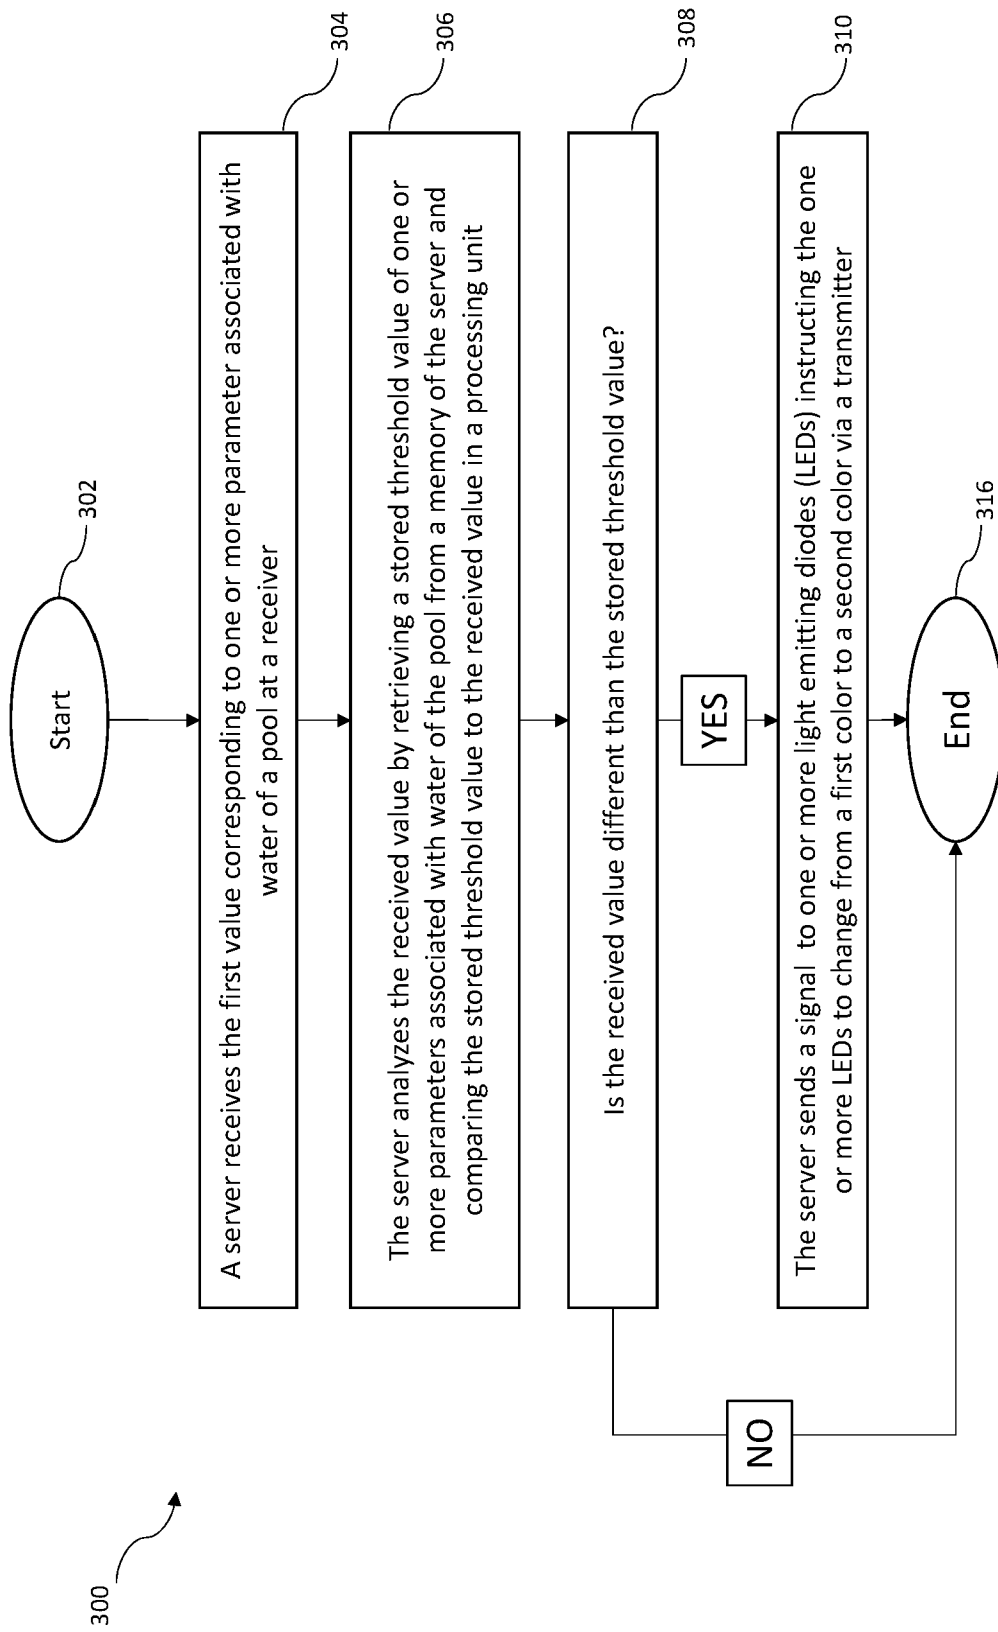 300
Start
302
A server receives the first value corresponding to one or more parameter associated with
water of a pool at a receiver
304
The server analyzes the received value by retrieving a stored threshold value of one or
more parameters associated with water of the pool from a memory of the server and
comparing the stored threshold value to the received value in a processing unit
306
Is the received value different than the stored threshold value?
308
YES
NO
The server sends a signal to one or more light emitting diodes (LEDs) instructing the one
or more LEDs to change from a first color to a second color via a transmitter
310
End
316